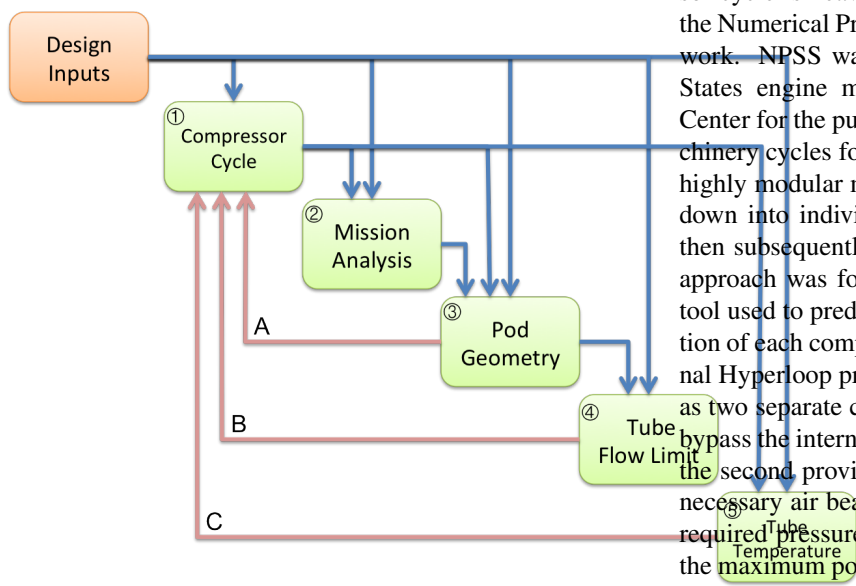 Design
Inputs
①
Compressor
Cycle
②
Mission
Analysis
③
Pod
Geometry
④
Tube
Flow Limit
⑤
Tube
Temperature
A
B
C
the Numerical Pr
work. NPSS wa
States engine m
Center for the pu
chinery cycles fo
highly modular
down into indivi
then subsequentl
approach was fo
tool used to pred
tion of each comp
nal Hyperloop pr
as two separate c
bypass the intern
the second provi
necessary air bea
required pressure
the maximum po